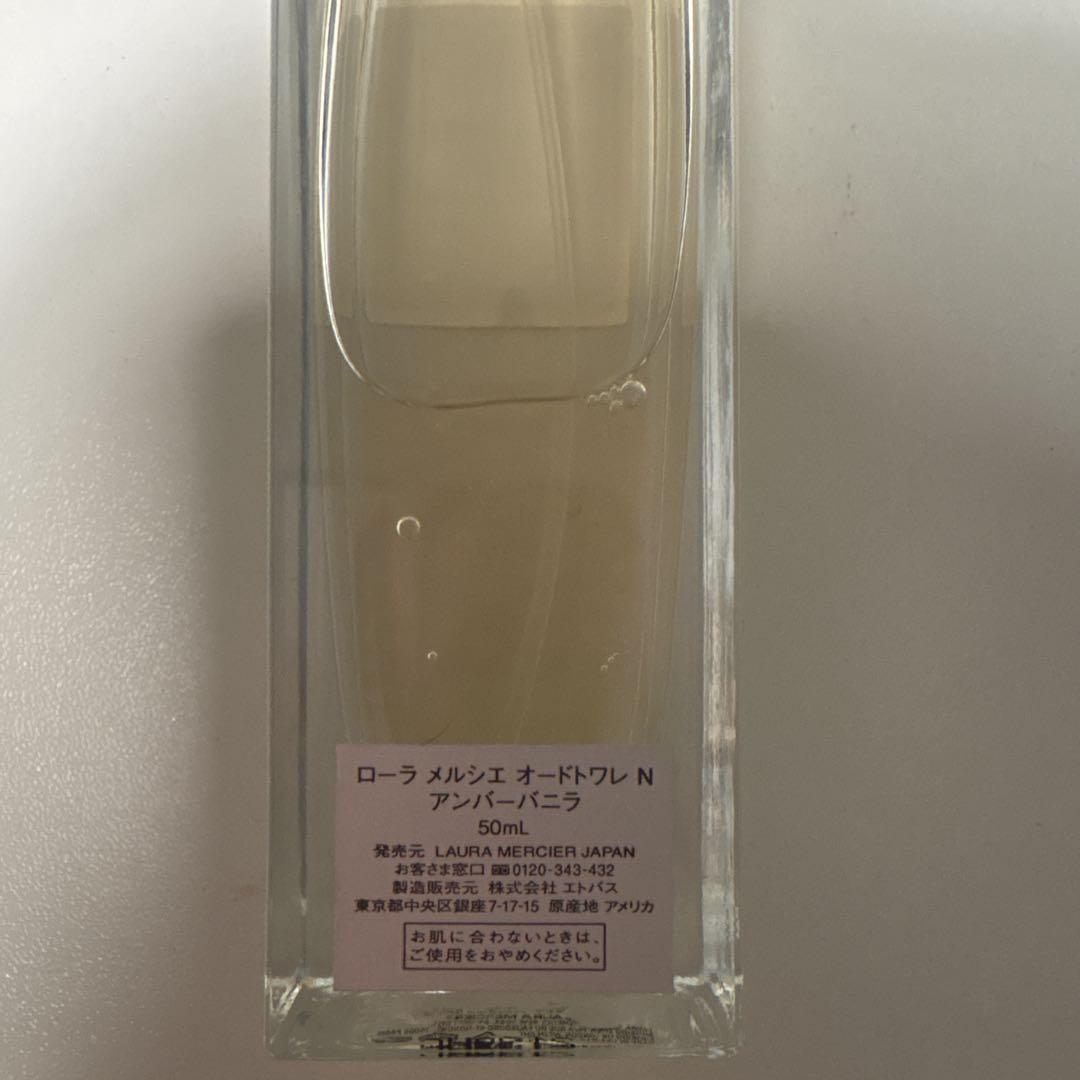 ローラ メルシエ オードトワレ N
アンバーバニラ
50mL
発売元 LAURA MERCIER JAPAN
お客さま窓口 0120-343-432
製造販売元 株式会社 エトバス
東京都中央区銀座7-17-15 原産地 アメリカ
お肌に合わないときは、
ご使用をおやめください。